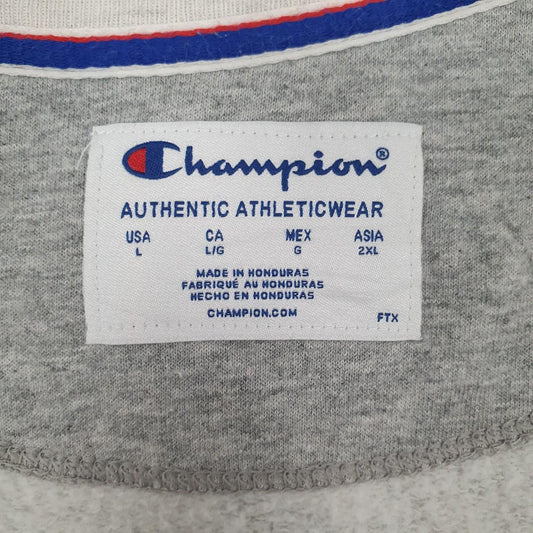 Champion®
AUTHENTIC ATHLETICWEAR
USA CA MEX ASIA
L L/G G 2XL
MADE IN HONDURAS
FABRIQUÉ AU HONDURAS
HECHO EN HONDURAS
CHAMPION.COM
FTX